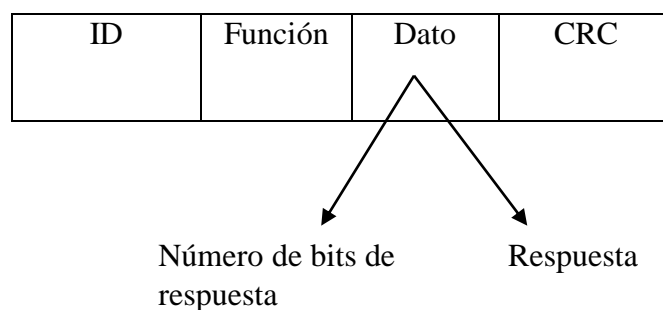 ID Función Dato CRC
Número de bits de Respuesta
respuesta